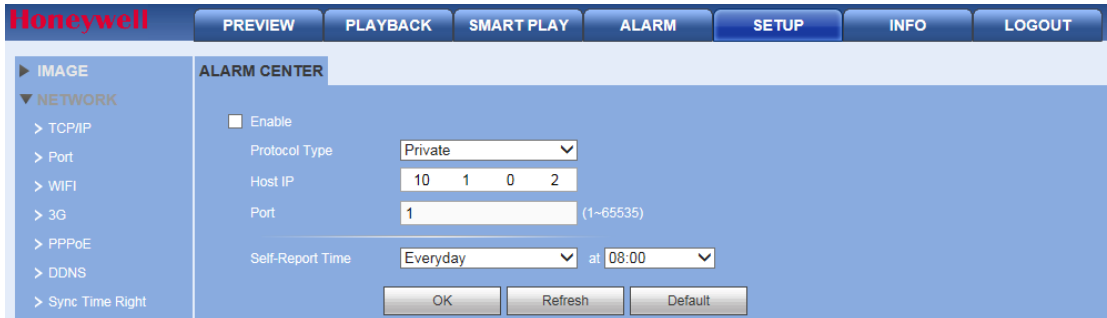 Honeywell
PREVIEW PLAYBACK SMART PLAY ALARM SETUP INFO LOGOUT
IMAGE
NETWORK
> TCP/IP
> Port
> WIFI
> 3G
> PPPoE
> DDNS
> Sync Time Right
ALARM CENTER
Enable
Protocol Type Private
Host IP 10 1 0 2
Port 1 (1~65535)
Self-Report Time Everyday at 08:00
OK Refresh Default